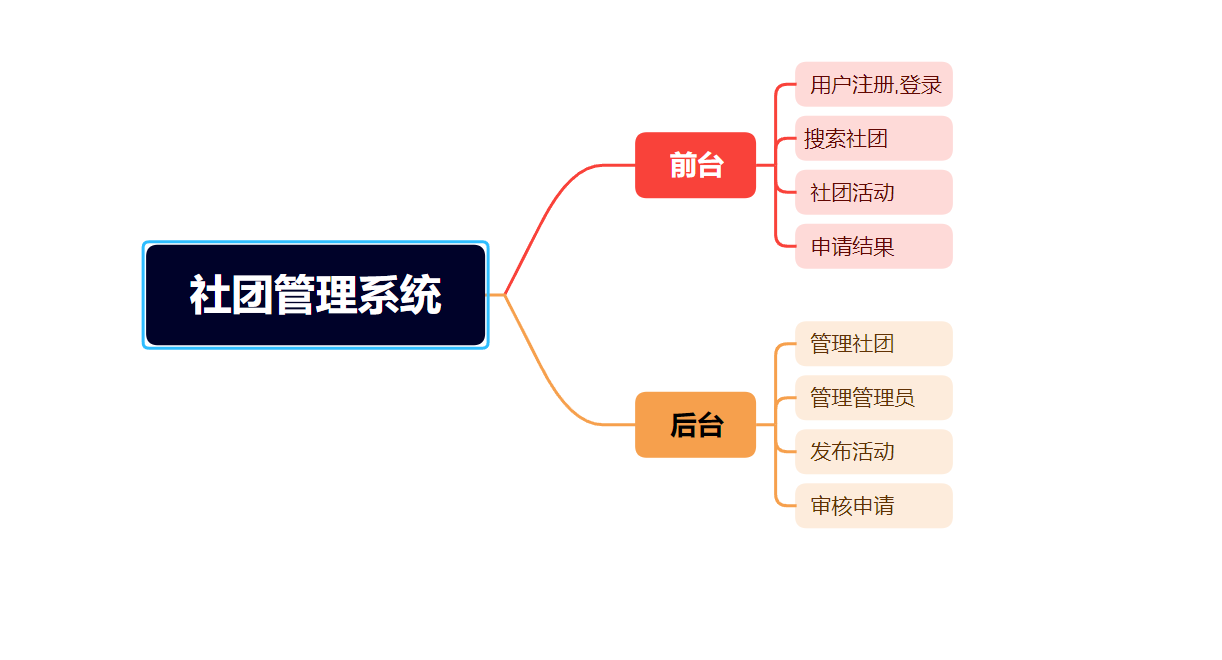 社团管理系统
前台
用户注册,登录
搜索社团
社团活动
申请结果
后台
管理社团
管理管理员
发布活动
审核申请